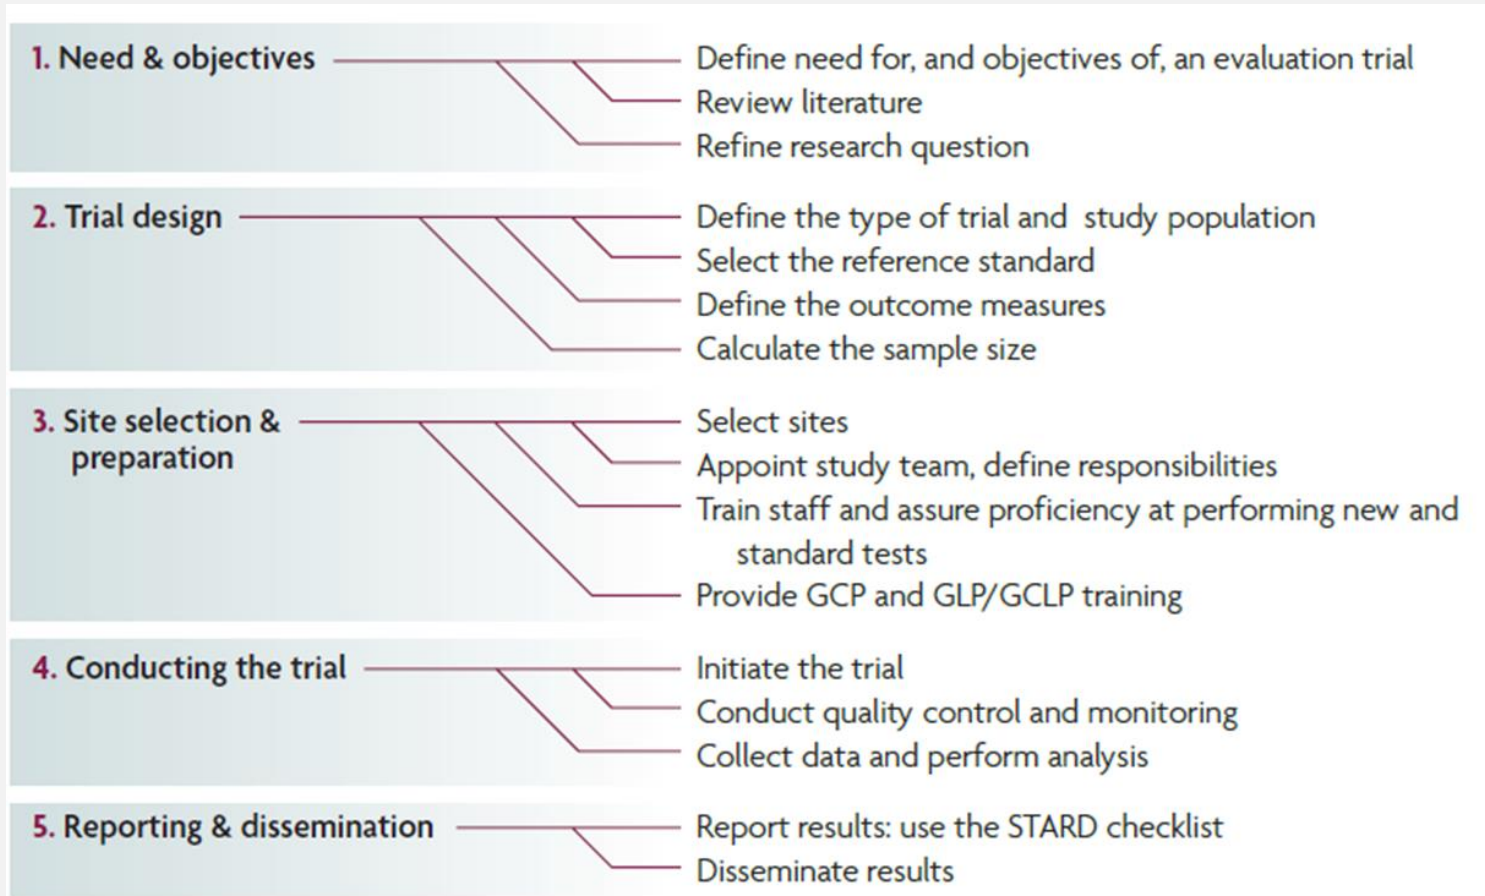 1. Need & objectives
Define need for, and objectives of, an evaluation trial
Review literature
Refine research question
2. Trial design
Define the type of trial and study population
Select the reference standard
Define the outcome measures
Calculate the sample size
3. Site selection &
preparation
Select sites
Appoint study team, define responsibilities
Train staff and assure proficiency at performing new and
standard tests
Provide GCP and GLP/GCLP training
4. Conducting the trial
Initiate the trial
Conduct quality control and monitoring
Collect data and perform analysis
5. Reporting & dissemination
Report results: use the STARD checklist
Disseminate results